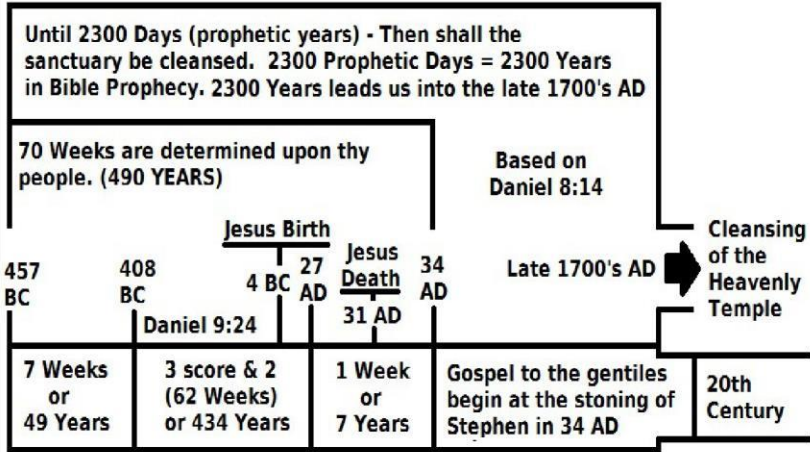 Until 2300 Days (prophetic years) - Then shall the
sanctuary be cleansed. 2300 Prophetic Days = 2300 Years
in Bible Prophecy. 2300 Years leads us into the late 1700's AD
70 Weeks are determined upon thy
people. (490 YEARS)
Based on
Daniel 8:14
Jesus Birth
Jesus
Death
457
BC
408
BC
4 BC
27
AD
31 AD
34
AD
Late 1700's AD
Cleansing
of the
Heavenly
Temple
Daniel 9:24
7 Weeks
or
49 Years
3 score & 2
(62 Weeks)
or 434 Years
1 Week
or
7 Years
Gospel to the gentiles
begin at the stoning of
Stephen in 34 AD
20th
Century